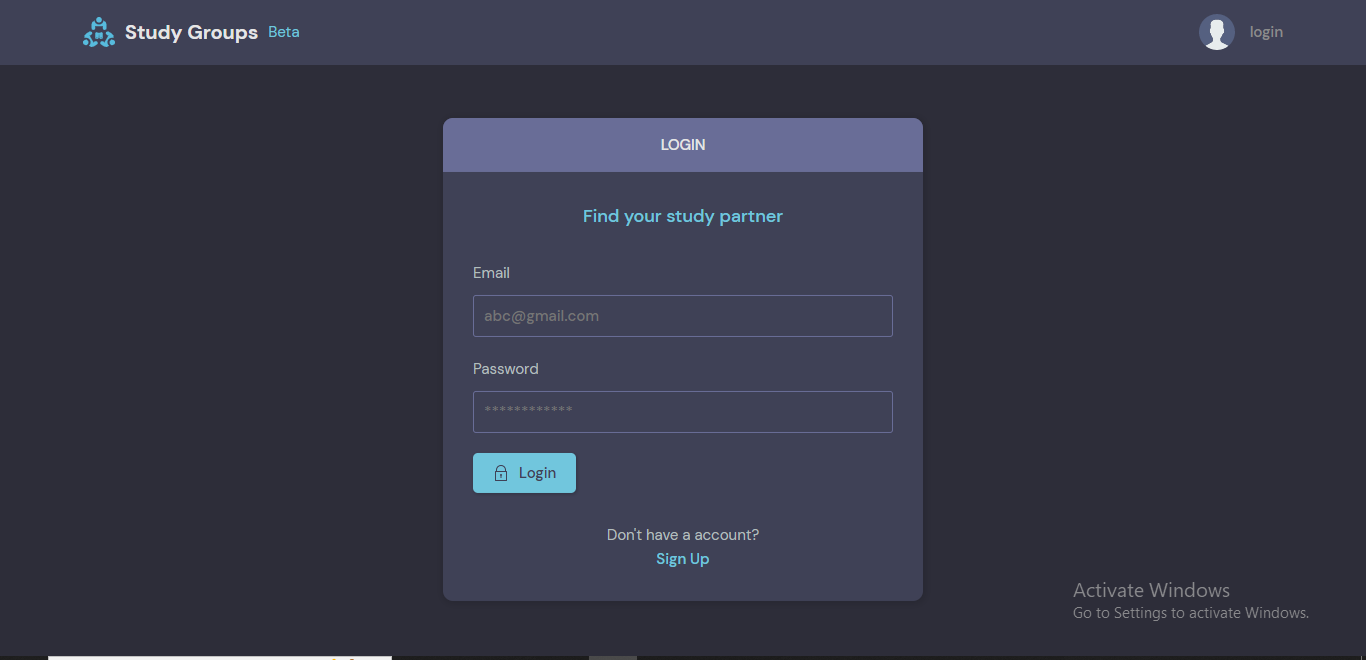 Study Groups Beta
login
LOGIN
Find your study partner
Email
abc@gmail.com
Password
************
Login
Don't have a account?
Sign Up
Activate Windows
Go to Settings to activate Windows.